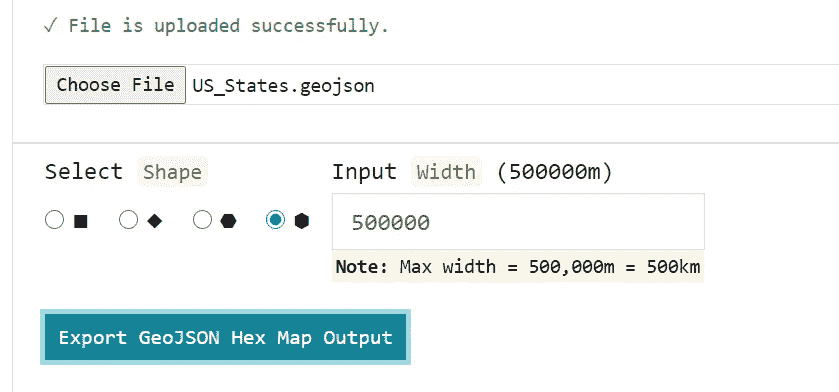 ✓ File is uploaded successfully.
Choose File US_States.geojson
Select Shape
Input Width (500000m)
500000
Note: Max width = 500,000m = 500km
Export GeoJSON Hex Map Output